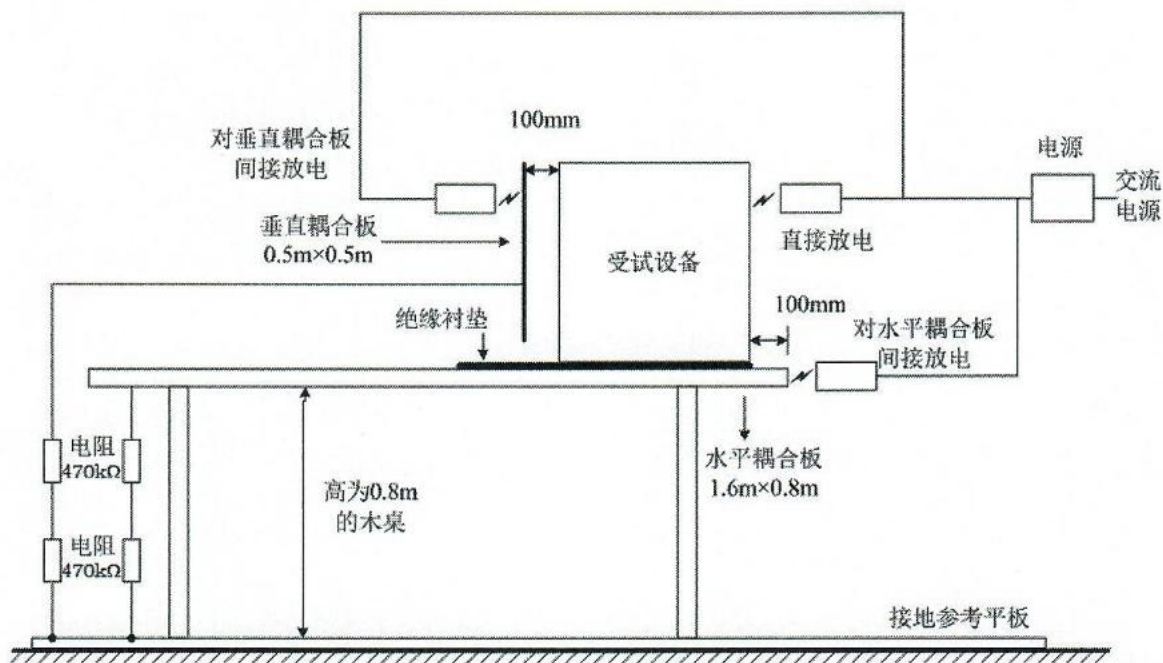 100mm
对垂直耦合板
间接放电
电源
交流
电源
垂直耦合板
0.5m×0.5m
直接放电
受试设备
100mm
绝缘衬垫
对水平耦合板
间接放电
电阻
470kΩ
水平耦合板
1.6m×0.8m
高为0.8m
的木桌
电阻
470kΩ
接地参考平板